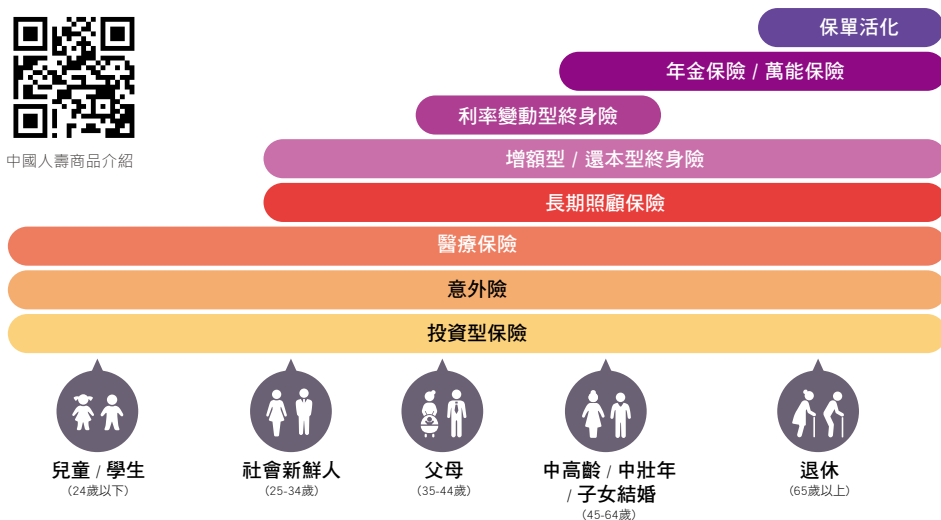 保單活化
年金保險 / 萬能保險
利率變動型終身險
中國人壽商品介紹
增額型 / 還本型終身險
長期照顧保險
醫療保險
意外險
投資型保險
兒童 / 學生
（24歲以下）
社會新鮮人
（25-34歲）
父母
（35-44歲）
中高齡 / 中壯年
/ 子女結婚
（45-64歲）
退休
（65歲以上）